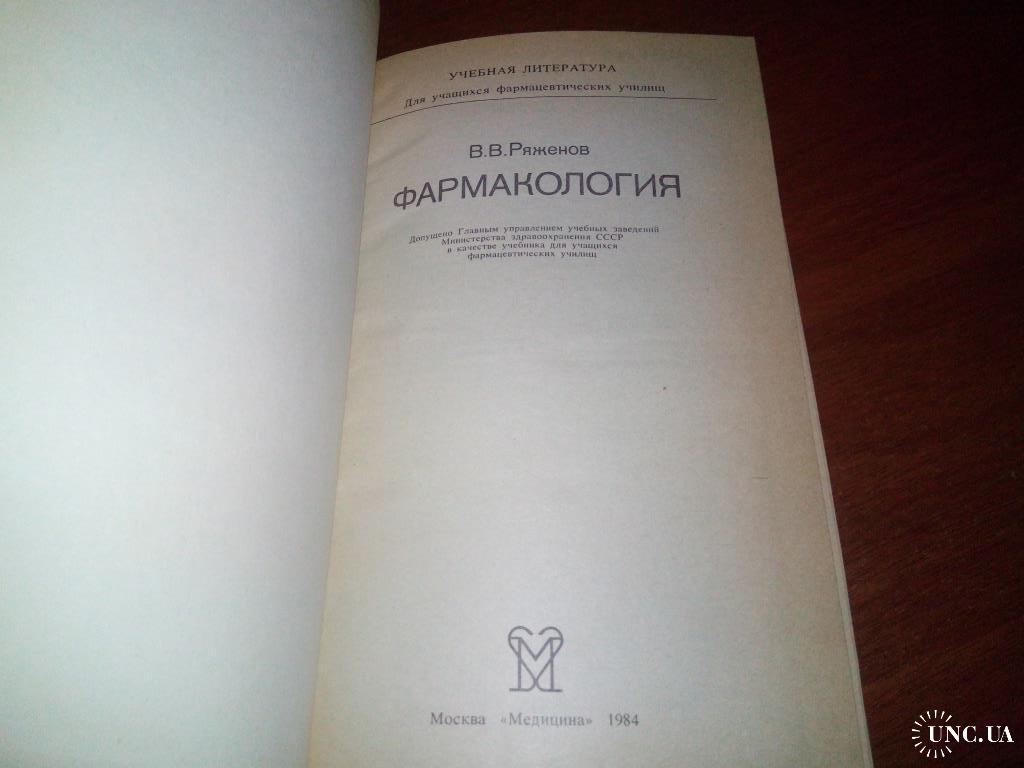 УЧЕБНАЯ ЛИТЕРАТУРА
Для учащихся фармацевтических училищ
В.В.Ряженов
ФАРМАКОЛОГИЯ
Допущено Главным управлением учебных заведений
Министерства здравоохранения СССР
в качестве учебника для учащихся
фармацевтических училищ
Москва «Медицина» 1984
UNC.UA